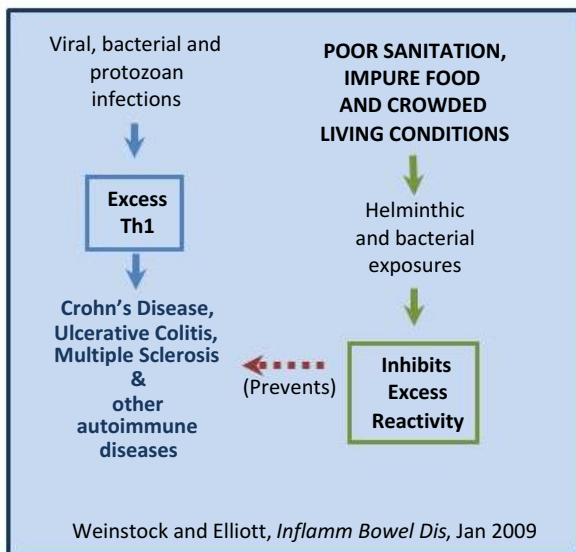 Viral, bacterial and
protozoan
infections
Excess
Th1
Crohn’s Disease,
Ulcerative Colitis,
Multiple Sclerosis
&
other
autoimmune
diseases
POOR SANITATION,
IMPURE FOOD
AND CROWDED
LIVING CONDITIONS
Helminthic
and bacterial
exposures
Inhibits
Excess
Reactivity
(Prevents)
Weinstock and Elliott, Inflamm Bowel Dis, Jan 2009